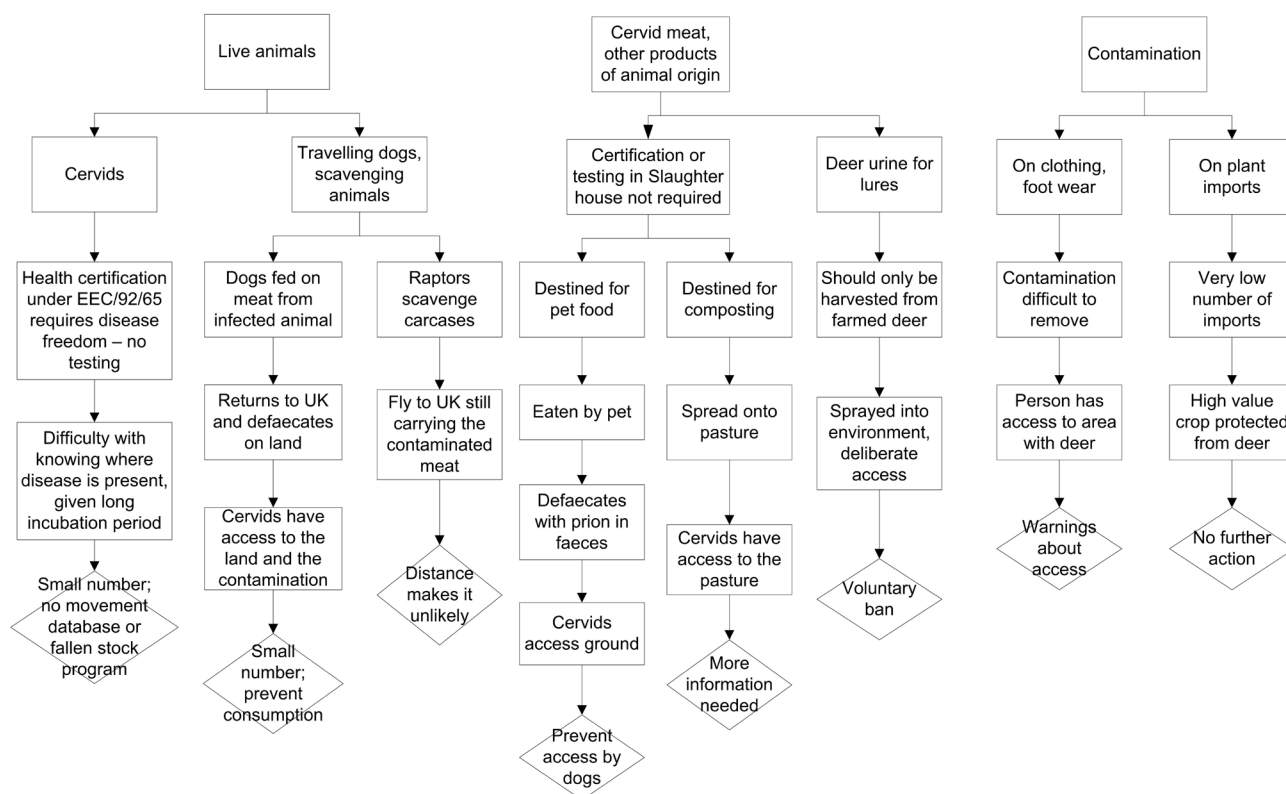 Live animals
Cervid meat,
other products
of animal origin
Contamination
Cervids
Travelling dogs,
scavenging
animals
Certification or
testing in Slaughter
house not required
Deer urine for
lures
On clothing,
foot wear
On plant
imports
Health certification
under EEC/92/65
requires disease
freedom – no
testing
Dogs fed on
meat from
infected animal
Raptors
scavenge
carcases
Destined for
pet food
Destined for
composting
Should only be
harvested from
farmed deer
Contamination
difficult to
remove
Very low
number of
imports
Difficulty with
knowing where
disease is present,
given long
incubation period
Returns to UK
and defaecates
on land
Fly to UK still
carrying the
contaminated
meat
Eaten by pet
Spread onto
pasture
Sprayed into
environment,
deliberate
access
Person has
access to area
with deer
High value
crop protected
from deer
Small number;
no movement
database or
fallen stock
program
Cervids have
access to the
land and the
contamination
Distance
makes it
unlikely
Defaecates
with prion in
faeces
Cervids have
access to the
pasture
Voluntary
ban
Warnings
about
access
No further
action
Small
number;
prevent
consumption
Cervids
access ground
More
information
needed
Prevent
access by
dogs